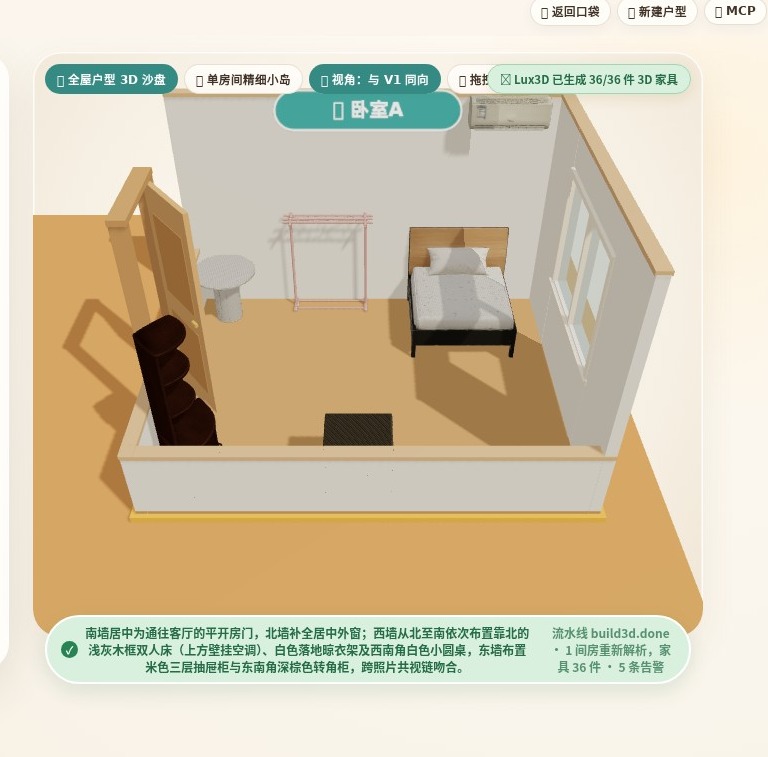 返回口袋
新建户型
MCP
全屋户型 3D 沙盘
单房间精细小岛
视角：与 V1 同向
拖
Lux3D 已生成 36/36 件 3D 家具
卧室A
南墙居中为通往客厅的平开房门，北墙补全居中外窗；西墙从北至南依次布置靠北的
浅灰木框双人床（上方壁挂空调）、白色落地晾衣架及西南角白色小圆桌，东墙布置
米色三层抽屉柜与东南角深棕色转角柜，跨照片共视链吻合。
流水线 build3d.done
· 1 间房重新解析，家
具 36 件 · 5 条告警